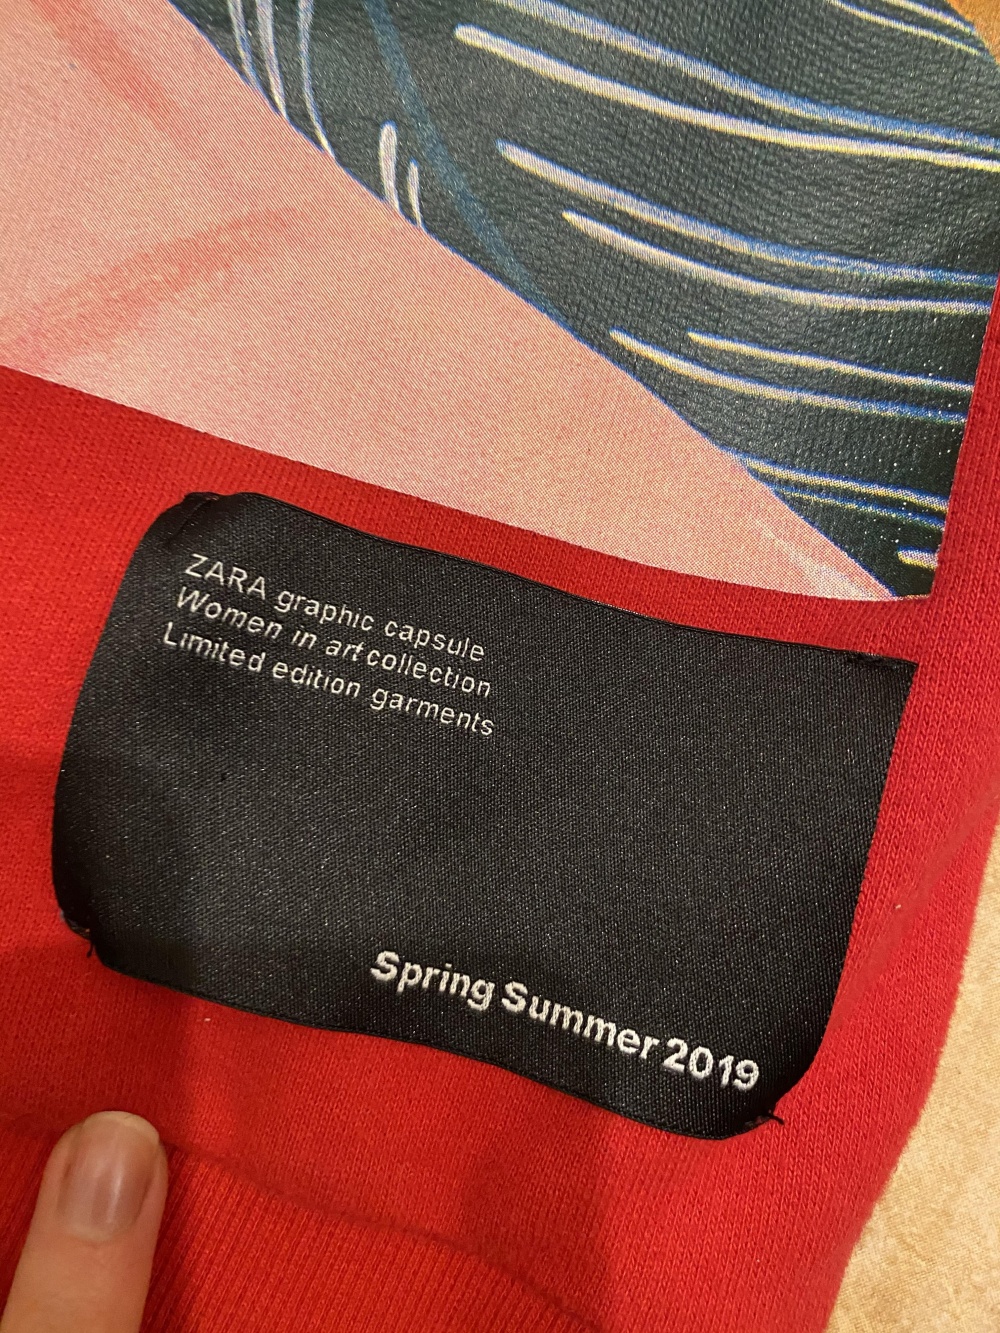 ZARA graphic capsule
Women in art collection
Limited edition garments
Spring Summer 2019